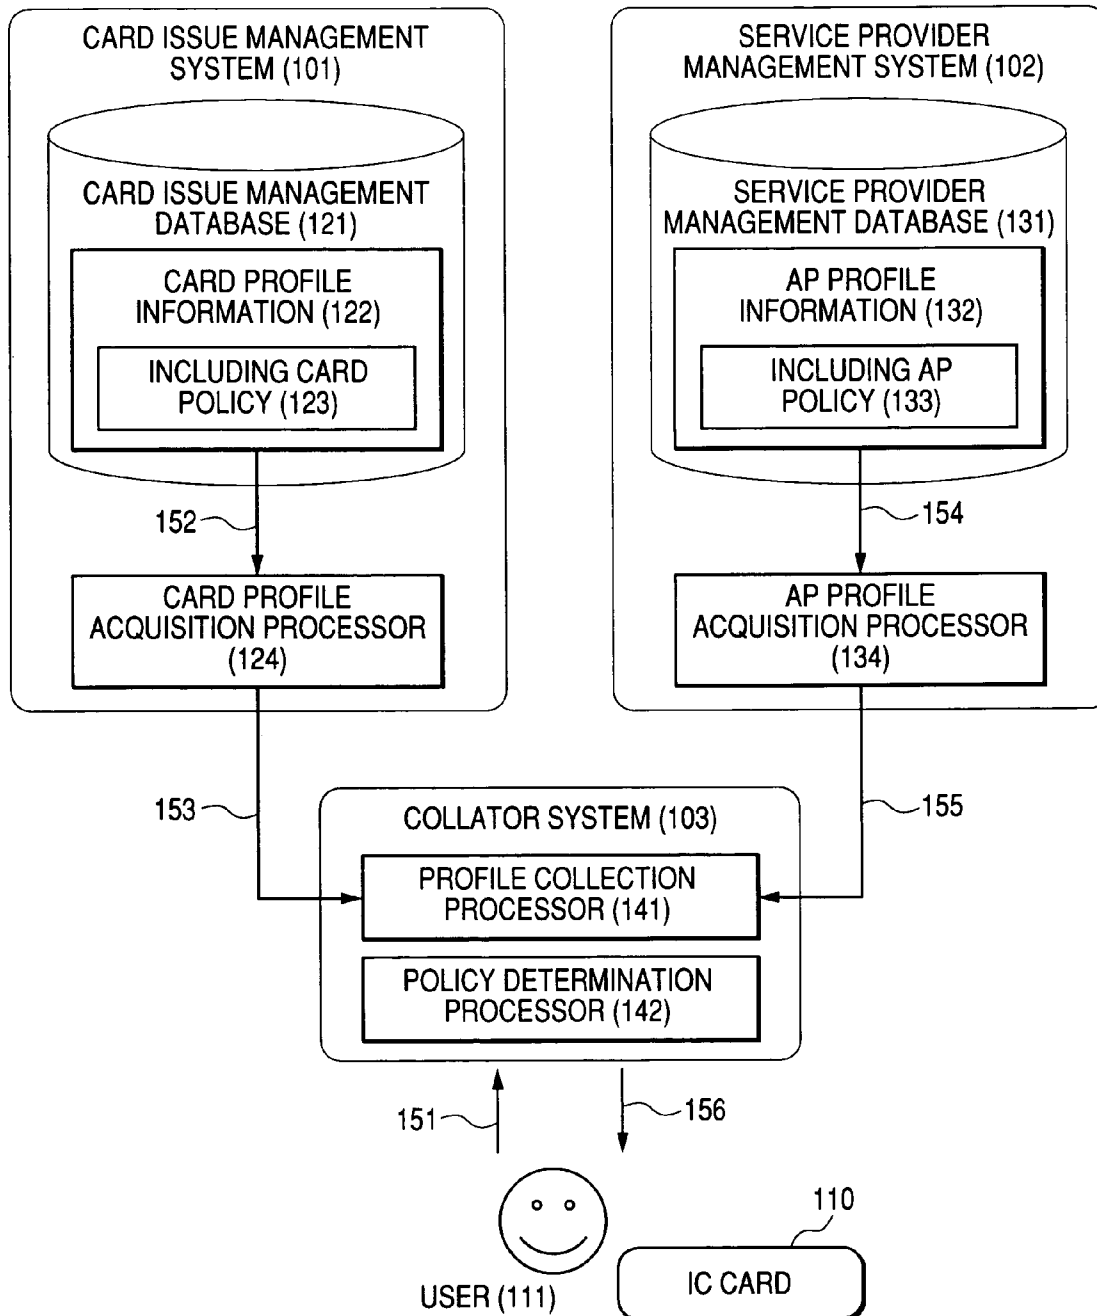 CARD ISSUE MANAGEMENT
SYSTEM (101)
CARD ISSUE MANAGEMENT
DATABASE (121)
CARD PROFILE
INFORMATION (122)
INCLUDING CARD
POLICY (123)
152
CARD PROFILE
ACQUISITION PROCESSOR
(124)
SERVICE PROVIDER
MANAGEMENT SYSTEM (102)
SERVICE PROVIDER
MANAGEMENT DATABASE (131)
AP PROFILE
INFORMATION (132)
INCLUDING AP
POLICY (133)
154
AP PROFILE
ACQUISITION PROCESSOR
(134)
153
155
COLLATOR SYSTEM (103)
PROFILE COLLECTION
PROCESSOR (141)
POLICY DETERMINATION
PROCESSOR (142)
151
156
110
USER (111)
IC CARD